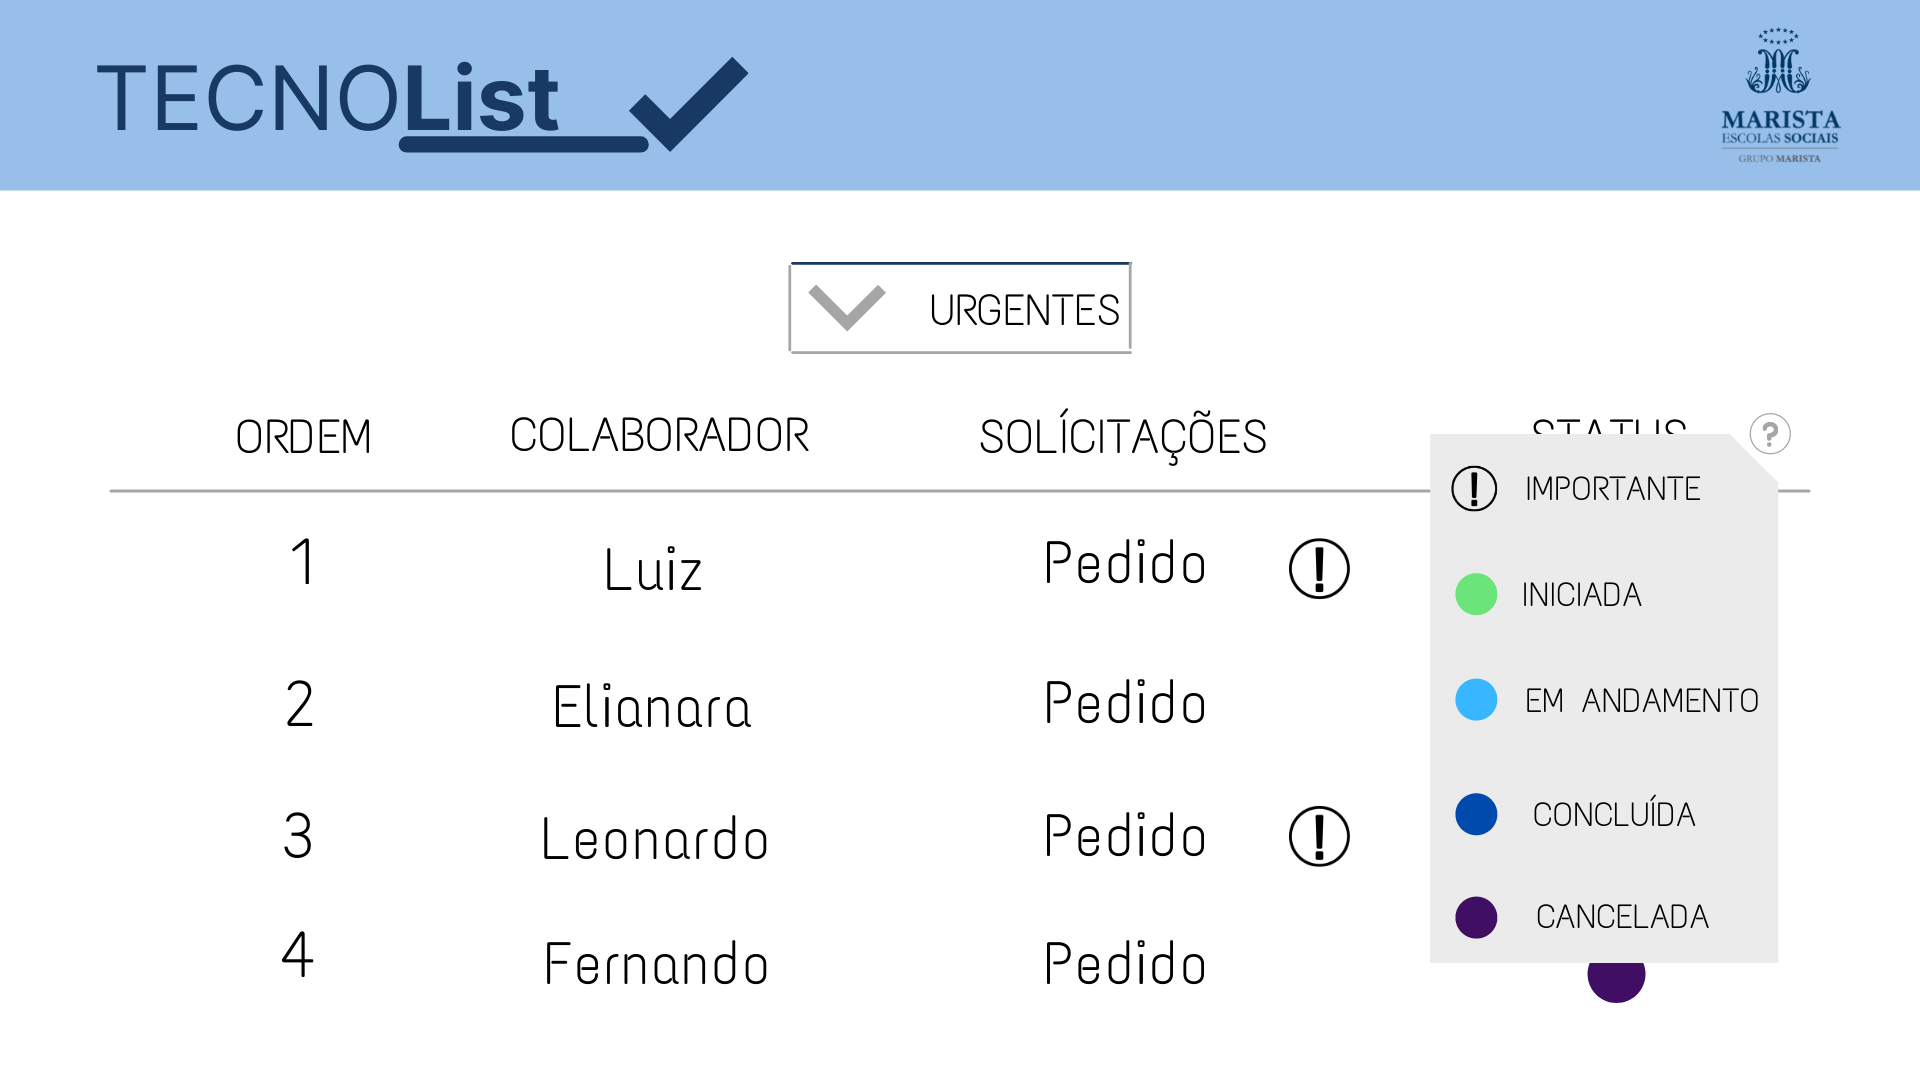 TECNOList
MARISTA
ESCOLAS SOCIAIS
GRUPO MARISTA
URGENTES
ORDEM COLABORADOR SOLÍCITAÇÕES STATUS ?
IMPORTANTE
1 Luiz Pedido
INICIADA
2 Elianara Pedido
EM ANDAMENTO
3 Leonardo Pedido
CONCLUÍDA
CANCELADA
4 Fernando Pedido